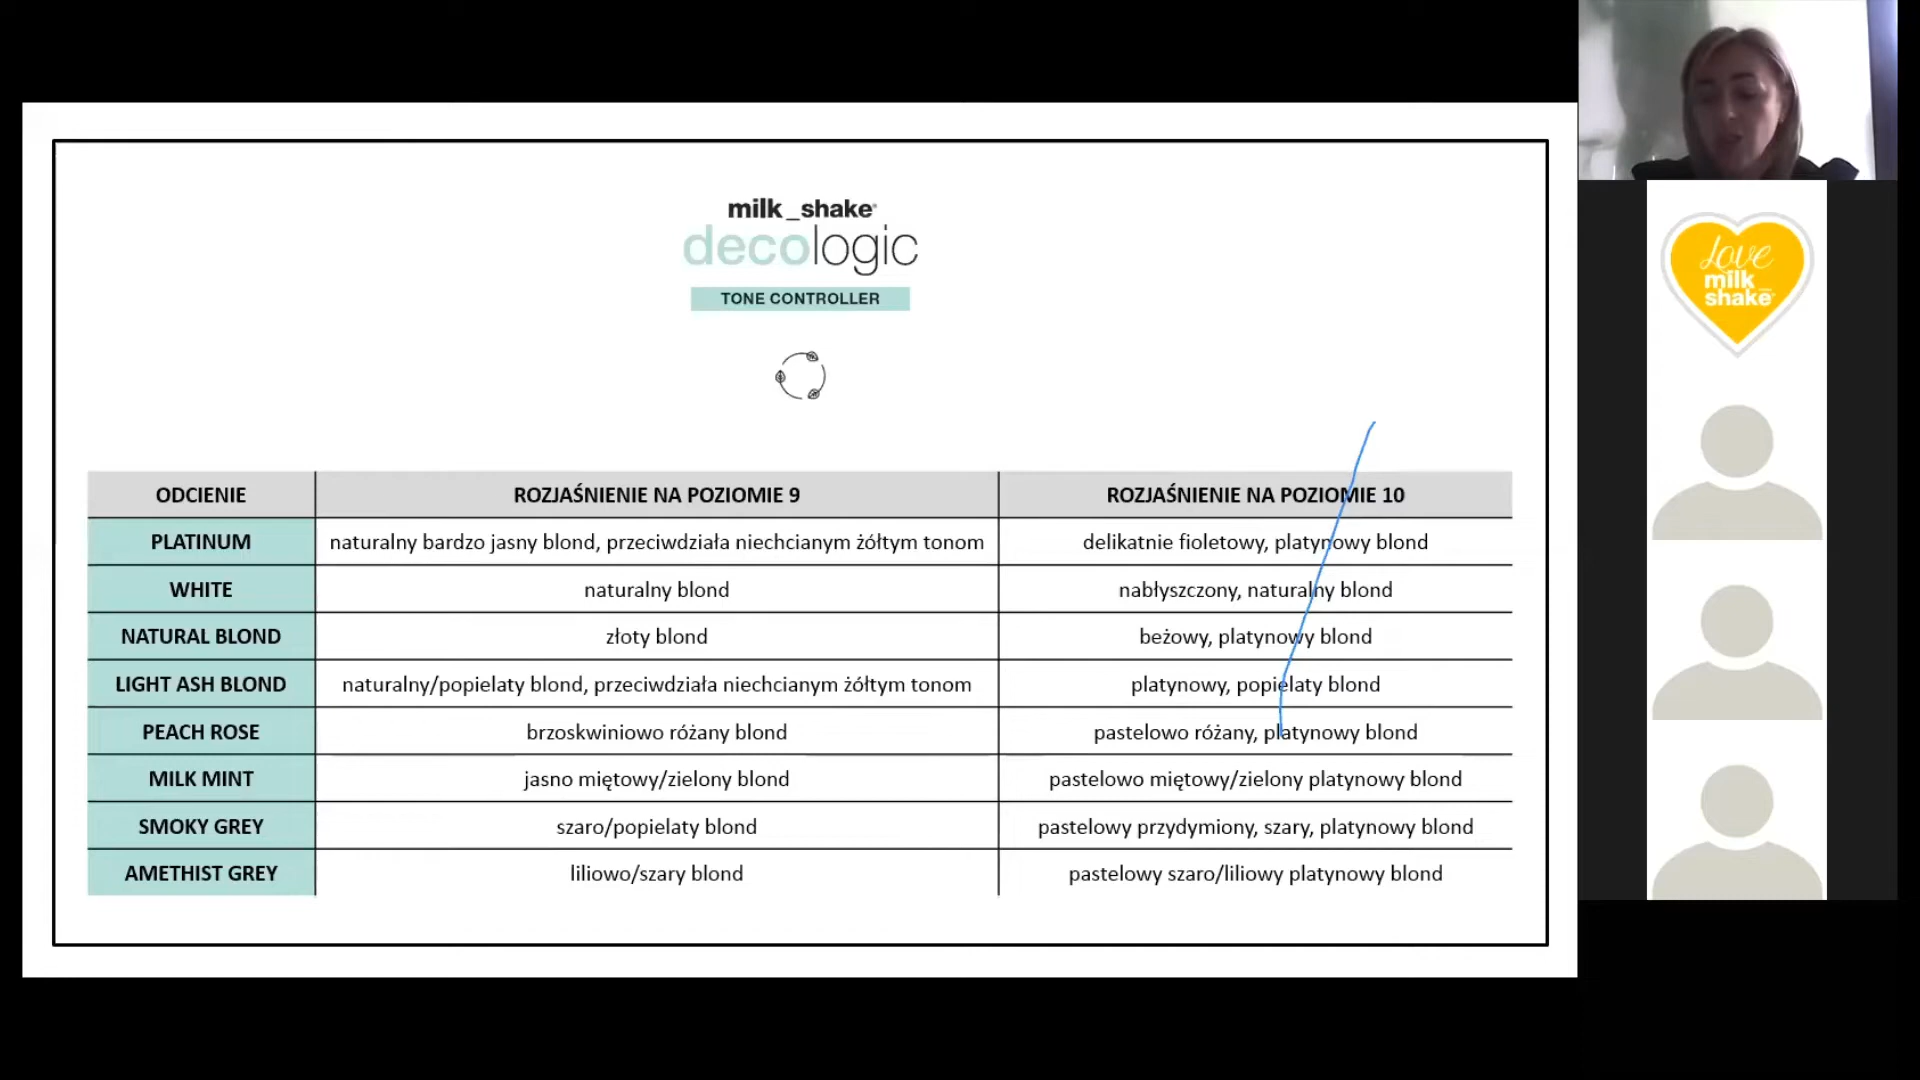 milk_shake®
decologic
TONE CONTROLLER
ODCIENIE ROZJAŚNIENIE NA POZIOMIE 9 ROZJAŚNIENIE NA POZIOMIE 10
PLATINUM naturalny bardzo jasny blond, przeciwdziała niechcianym żółtym tonom delikatnie fioletowy, platynowy blond
WHITE naturalny blond nabłyszczony, naturalny blond
NATURAL BLOND złoty blond beżowy, platynowy blond
LIGHT ASH BLOND naturalny/popielaty blond, przeciwdziała niechcianym żółtym tonom platynowy, popielaty blond
PEACH ROSE brzoskwiniowo różany blond pastelowo różany, platynowy blond
MILK MINT jasno miętowy/zielony blond pastelowo miętowy/zielony platynowy blond
SMOKY GREY szaro/popielaty blond pastelowy przydymiony, szary, platynowy blond
AMETHIST GREY liliowo/szary blond pastelowy szaro/liliowy platynowy blond
Love
milk_
shake®